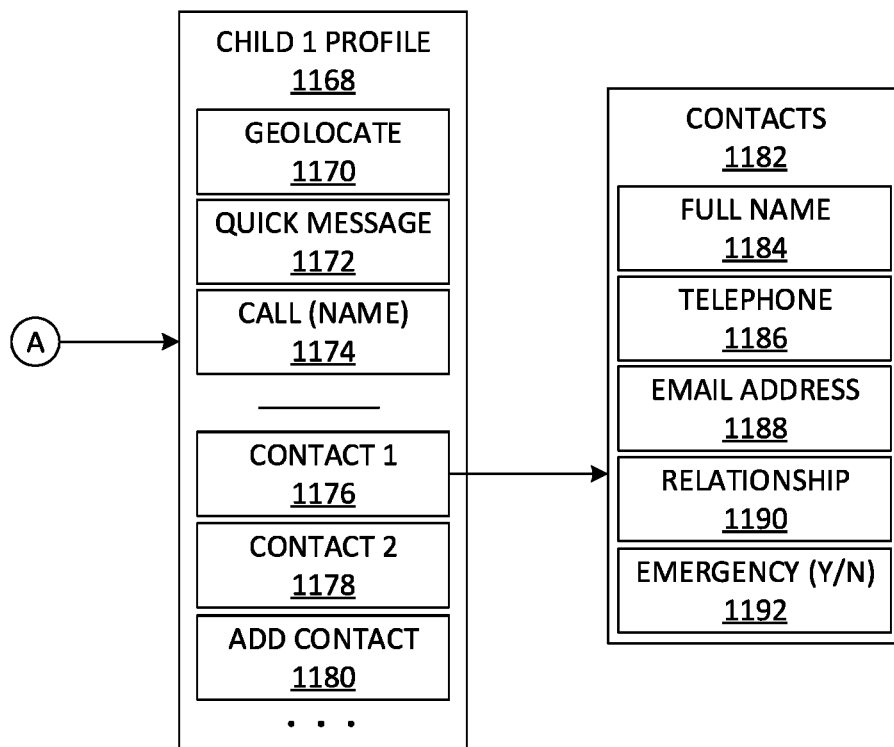 A
CHILD 1 PROFILE
1168
GEOLOCATE
1170
QUICK MESSAGE
1172
CALL (NAME)
1174
CONTACT 1
1176
CONTACT 2
1178
ADD CONTACT
1180
. . .
CONTACTS
1182
FULL NAME
1184
TELEPHONE
1186
EMAIL ADDRESS
1188
RELATIONSHIP
1190
EMERGENCY (Y/N)
1192